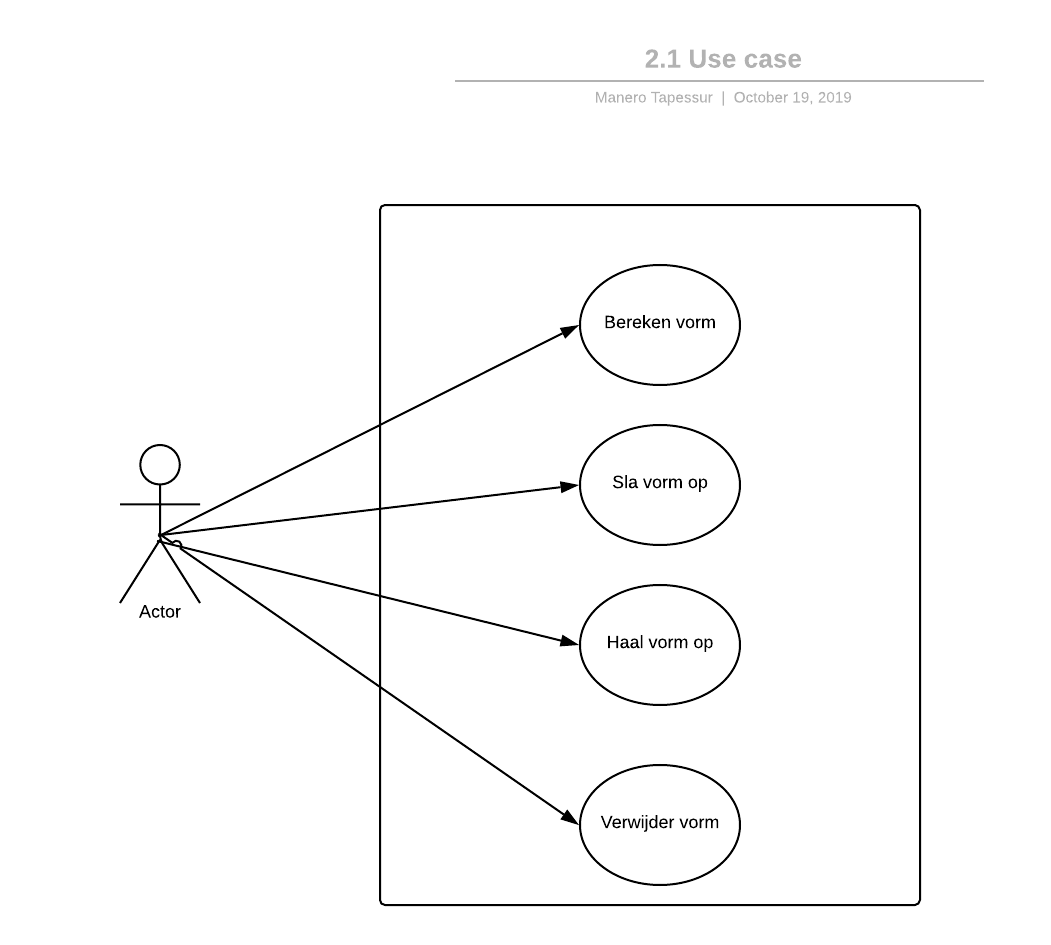 2.1 Use case
Manero Tapessur | October 19, 2019
Bereken vorm
Sla vorm op
Haal vorm op
Actor
Verwijder vorm